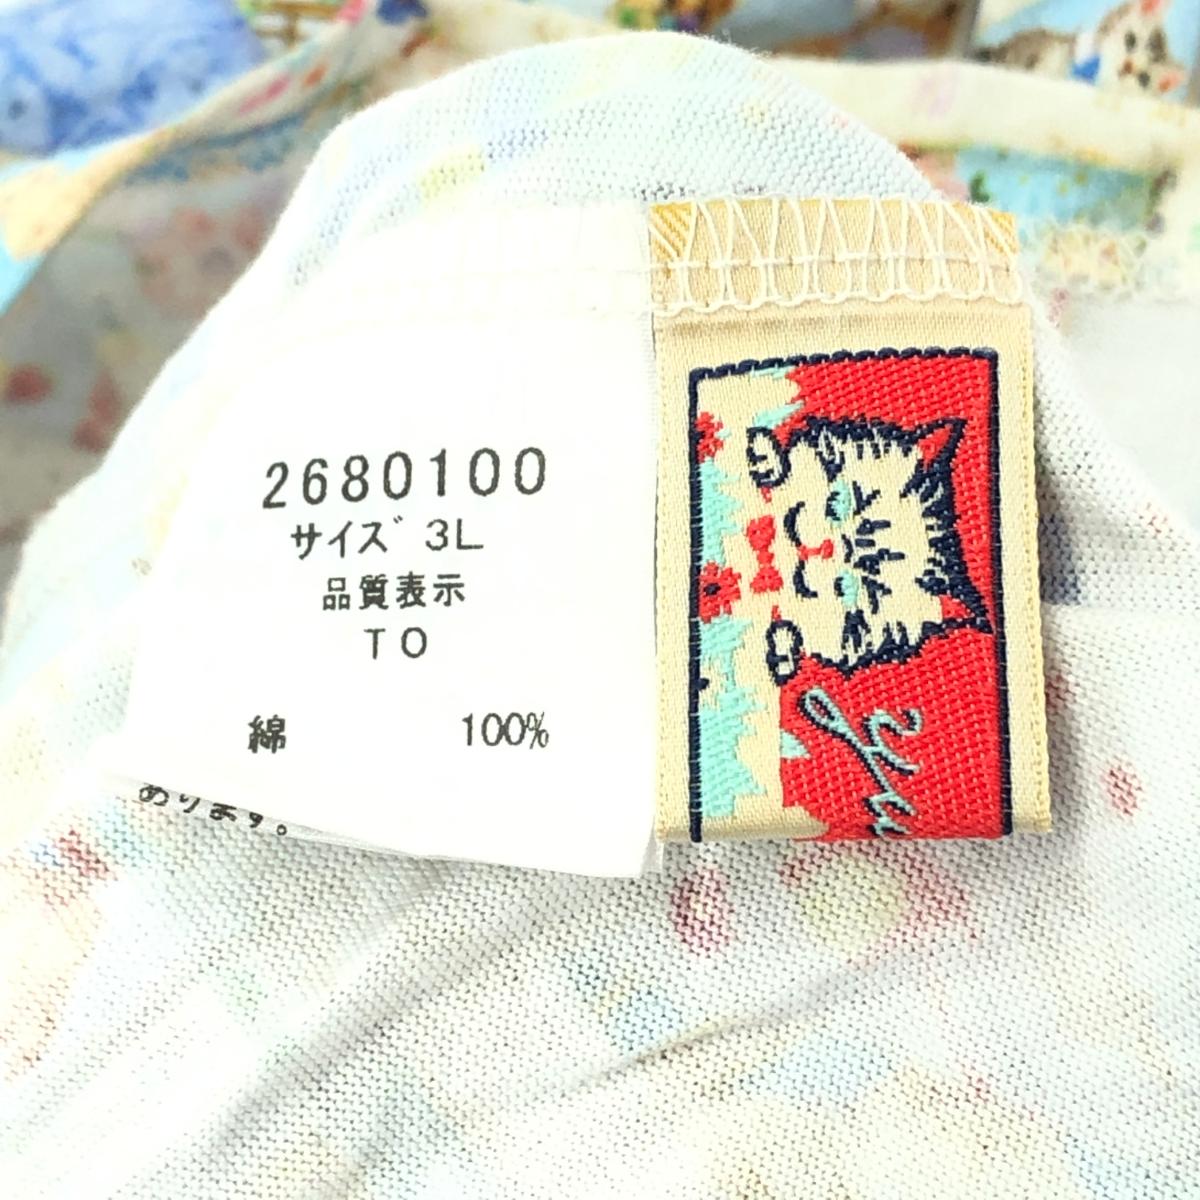 2680100
サイズ 3L
品質表示
TO
綿 100%
あります。